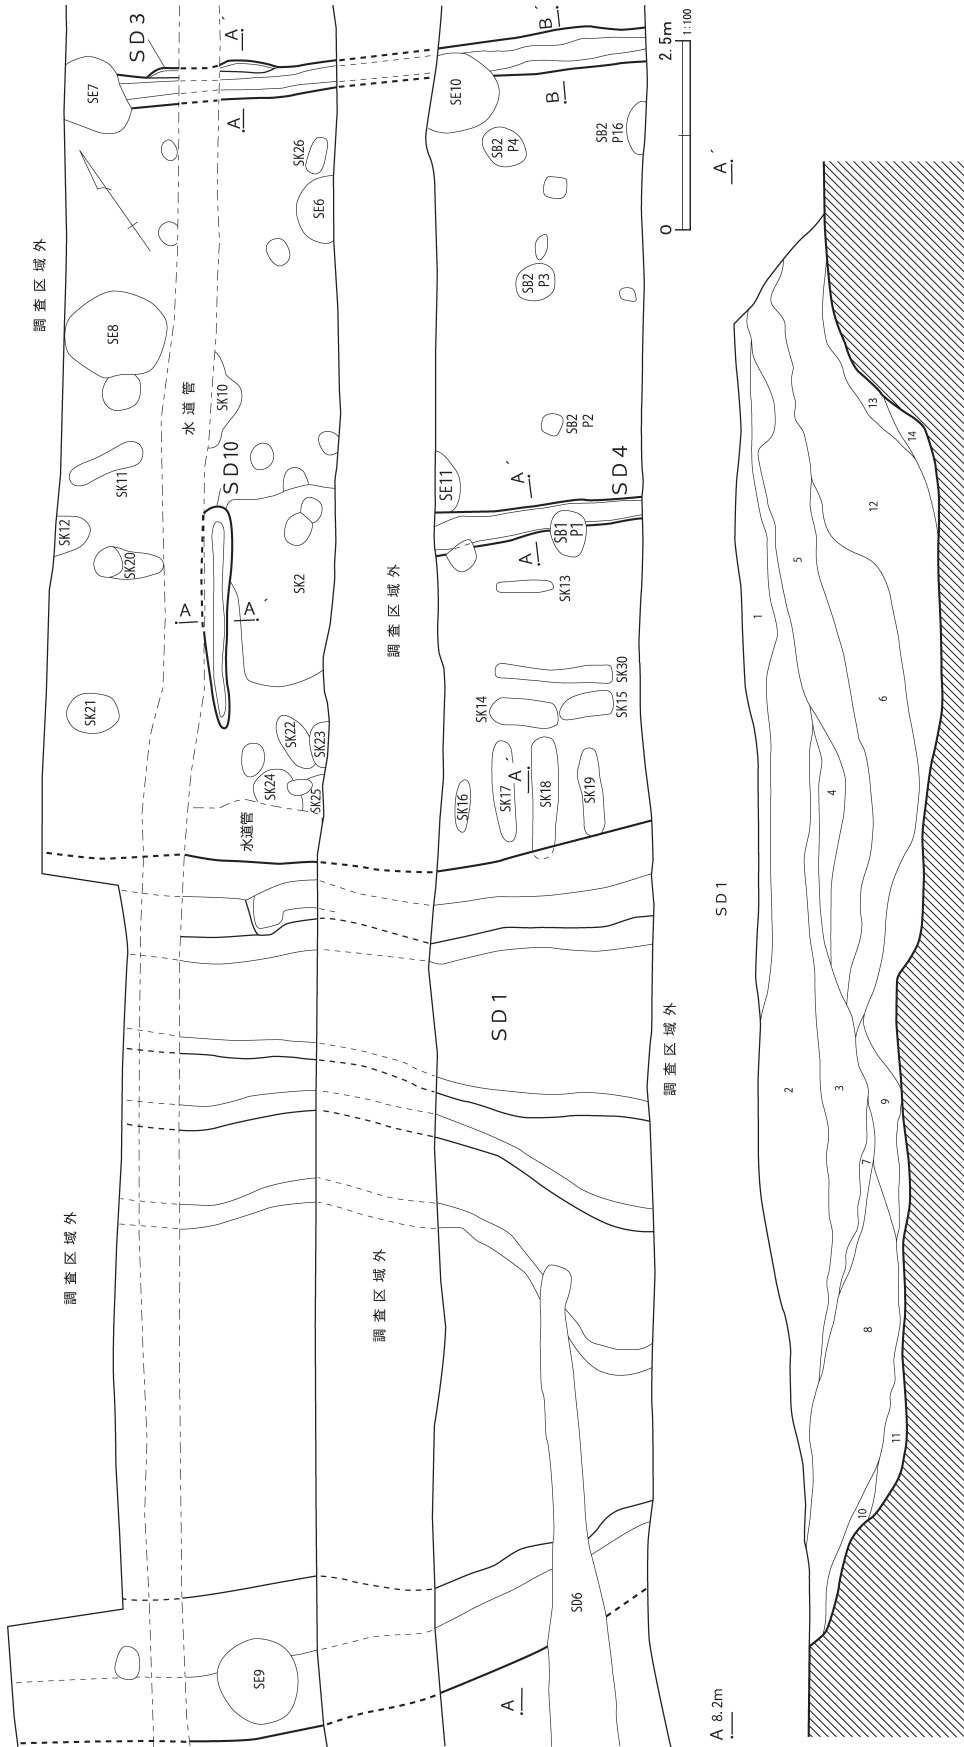 SD3
A
A´
B´
B
SE7
SE10
2.5m
1:100
0
SB2
P4
SB2
P16
SK26
SE6
A´
調査区域外
SE8
SB2
P3
水道管
SK10
SB2
P2
SD10
SK11
SE11
A´
SD4
SK12
SK20
SK2
SB1
P1
A
SK13
A
A´
調査区域外
SK21
SK14
SK30
SK15
SK22
SK23
SK24
SK25
SK16
SK17
A´
SK18
SK19
水道管
SD1
SD1
調査区域外
調査区域外
調査区域外
SD6
SE9
A
A 8.2m
1
2
3
4
5
6
7
8
9
10
11
12
13
14